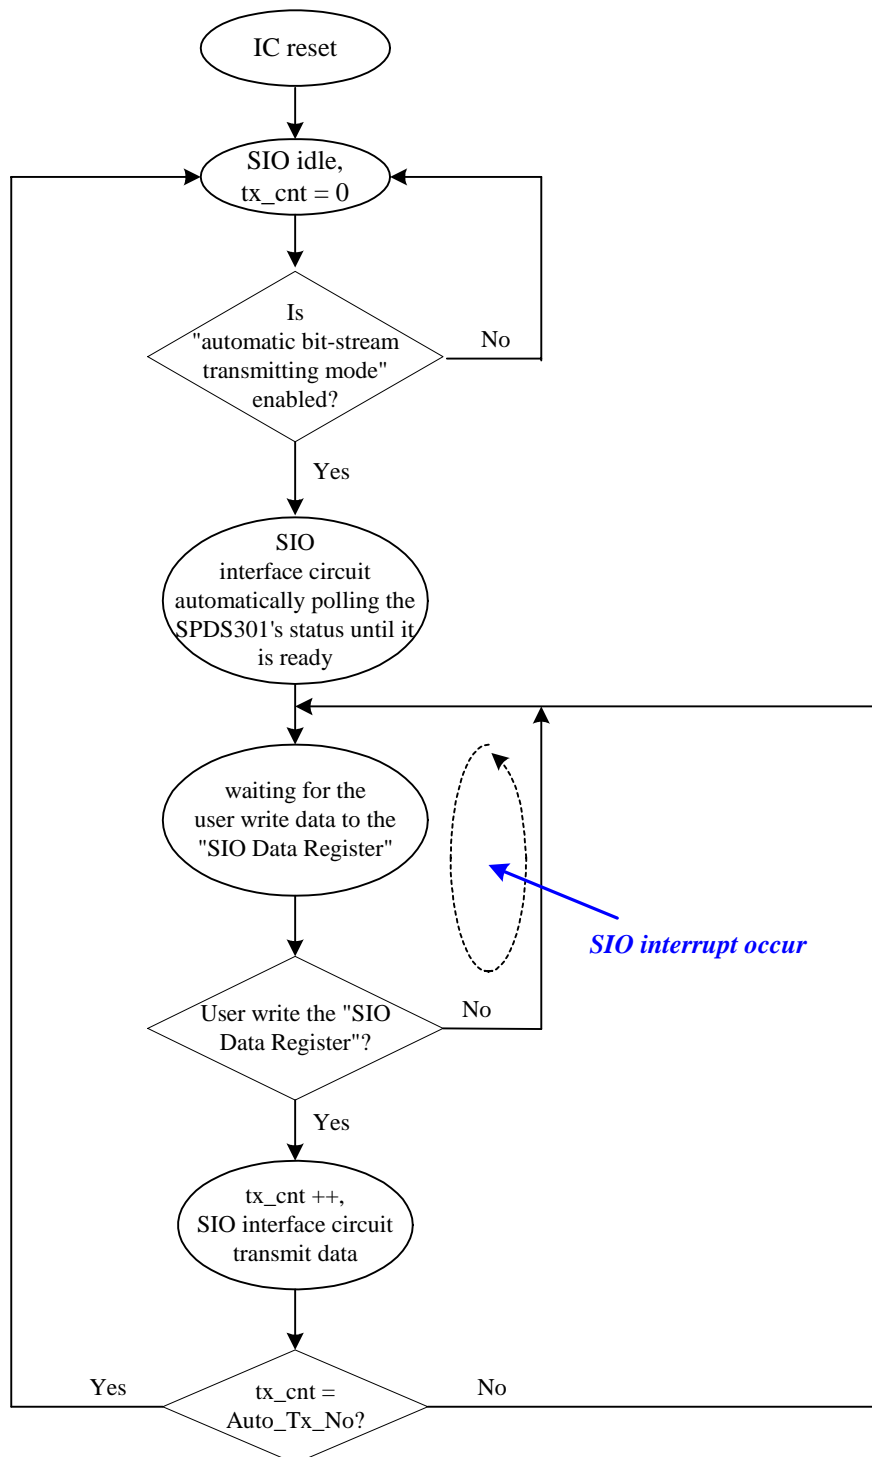 IC reset
SIO idle,
tx_cnt = 0
Is
"automatic bit-stream
transmitting mode"
enabled?
No
Yes
SIO
interface circuit
automatically polling the
SPDS301's status until it
is ready
waiting for the
user write data to the
"SIO Data Register"
SIO interrupt occur
User write the "SIO
Data Register"?
No
Yes
tx_cnt ++,
SIO interface circuit
transmit data
Yes
tx_cnt =
Auto_Tx_No?
No